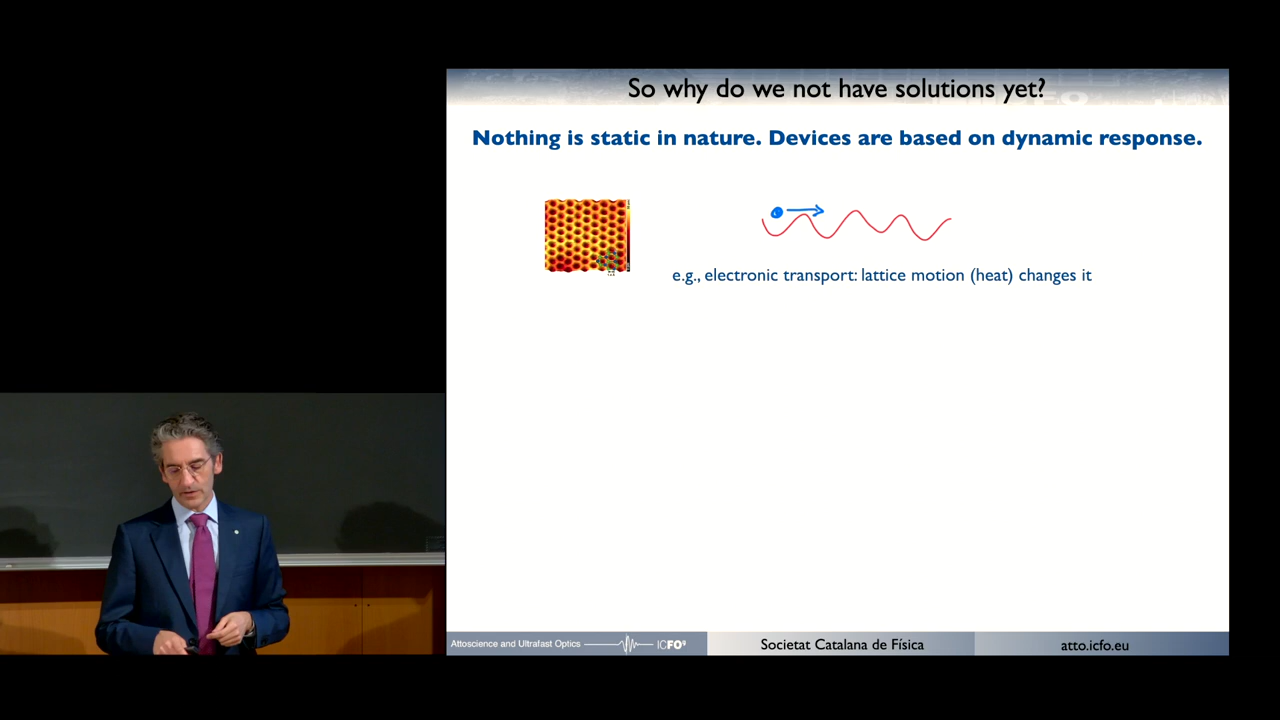 So why do we not have solutions yet?
Nothing is static in nature. Devices are based on dynamic response.
e.g., electronic transport: lattice motion (heat) changes it
Attoscience and Ultrafast Optics
ICFO
Societat Catalana de Física
atto.icfo.eu